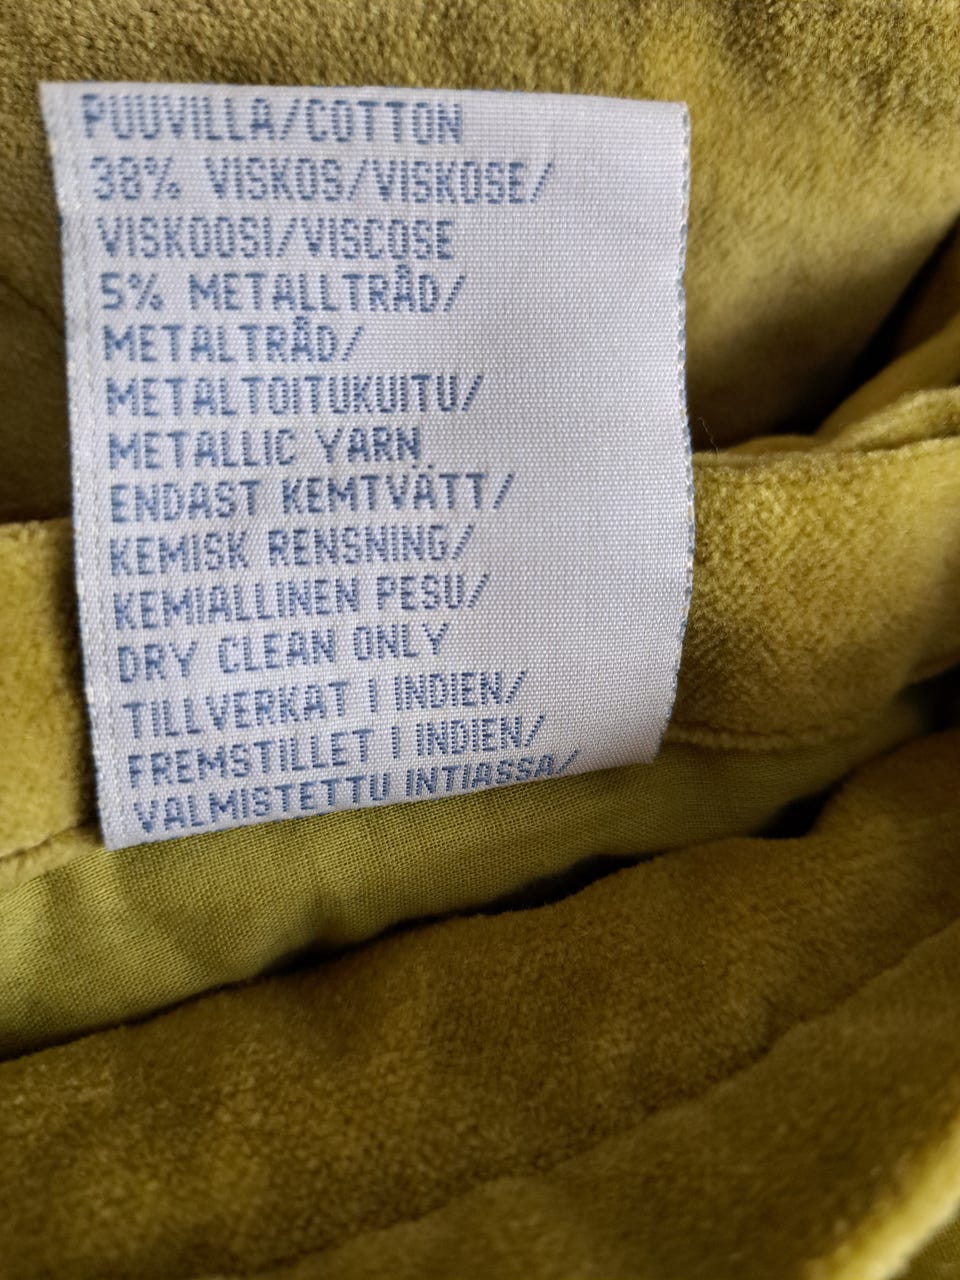 PUUVILLA/COTTON
38% VISKOS/VISKOSE/
VISKOOSI/VISCOSE
5% METALLTRÅD/
METALTRÅD/
METALTOITUKUITU/
METALLIC YARN
ENDAST KEMTVÄTT/
KEMISK RENSNING/
KEMIALLINEN PESU/
DRY CLEAN ONLY
TILLVERKAT I INDIEN/
FREMSTILLET I INDIEN/
VALMISTETTU INTIASSA/